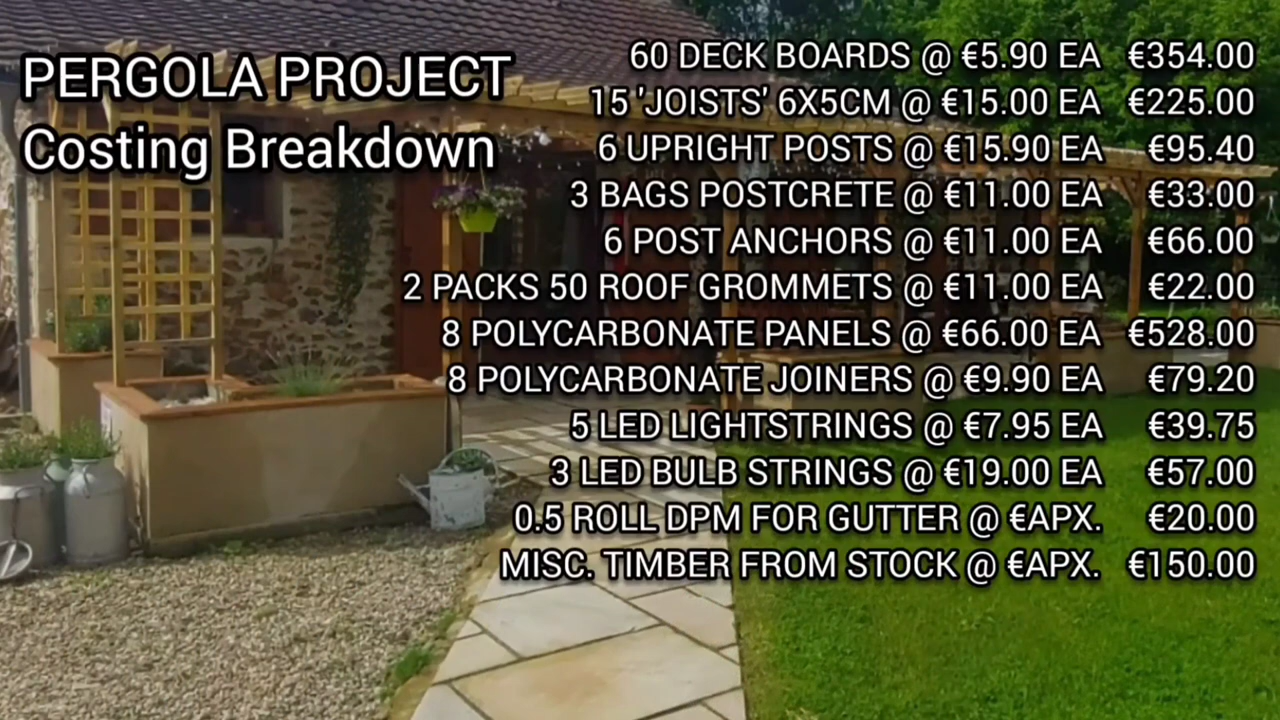 PERGOLA PROJECT
Costing Breakdown
60 DECK BOARDS @ €5.90 EA €354.00
15 'JOISTS' 6X5CM @ €15.00 EA €225.00
6 UPRIGHT POSTS @ €15.90 EA €95.40
3 BAGS POSTCRETE @ €11.00 EA €33.00
6 POST ANCHORS @ €11.00 EA €66.00
2 PACKS 50 ROOF GROMMETS @ €11.00 EA €22.00
8 POLYCARBONATE PANELS @ €66.00 EA €528.00
8 POLYCARBONATE JOINERS @ €9.90 EA €79.20
5 LED LIGHTSTRINGS @ €7.95 EA €39.75
3 LED BULB STRINGS @ €19.00 EA €57.00
0.5 ROLL DPM FOR GUTTER @ €APX. €20.00
MISC. TIMBER FROM STOCK @ €APX. €150.00